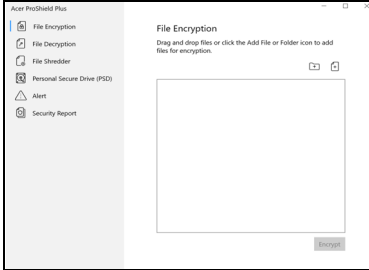 Acer ProShield Plus
File Encryption
File Decryption
File Shredder
Personal Secure Drive (PSD)
Alert
Security Report
File Encryption
Drag and drop files or click the Add File or Folder icon to add
files for encryption.
Encrypt